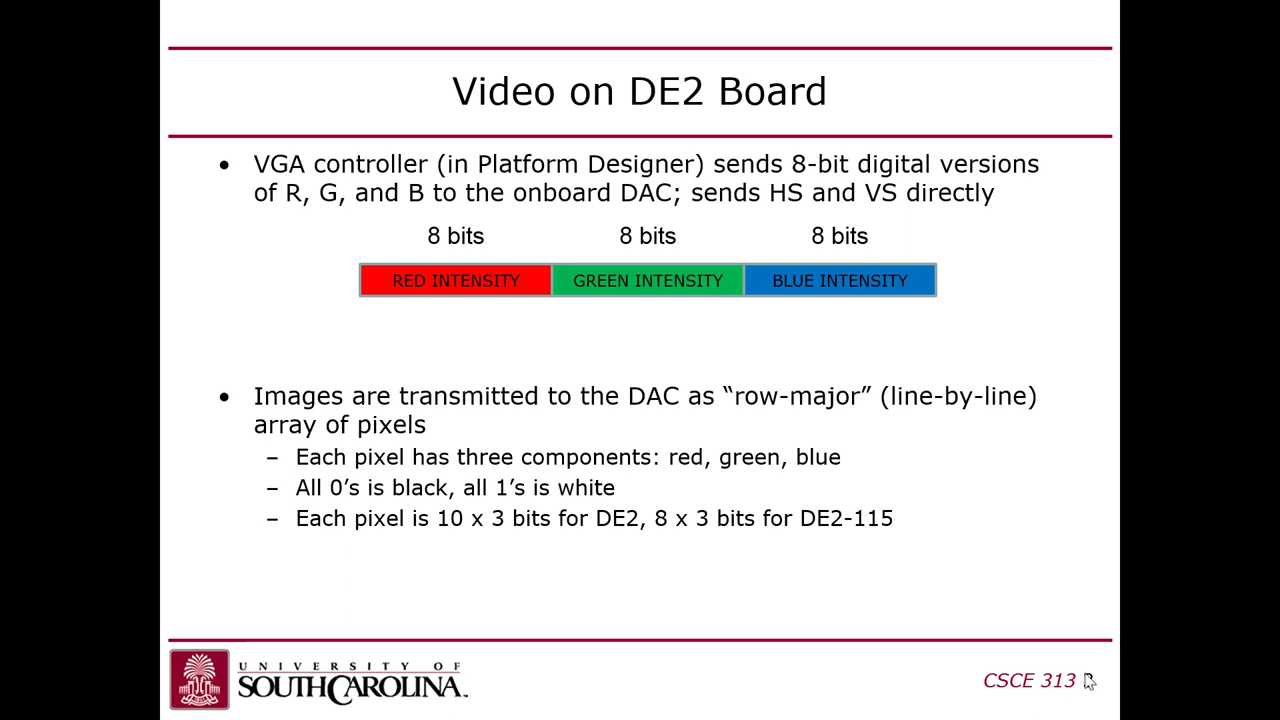 Video on DE2 Board
• VGA controller (in Platform Designer) sends 8-bit digital versions
of R, G, and B to the onboard DAC; sends HS and VS directly
8 bits 8 bits 8 bits
RED INTENSITY GREEN INTENSITY BLUE INTENSITY
• Images are transmitted to the DAC as “row-major” (line-by-line)
array of pixels
– Each pixel has three components: red, green, blue
– All 0’s is black, all 1’s is white
– Each pixel is 10 x 3 bits for DE2, 8 x 3 bits for DE2-115
UNIVERSITY OF
SOUTH CAROLINA™
CSCE 313